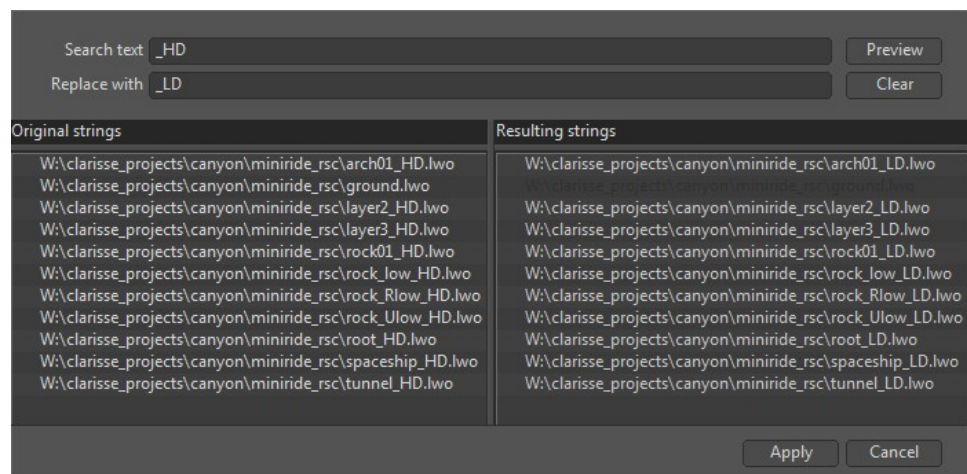 Search text _HD Preview
Replace with _LD Clear
Original strings Resulting strings
W:\clarisse_projects\canyon\miniride_rsc\arch01_HD.lwo W:\clarisse_projects\canyon\miniride_rsc\arch01_LD.lwo
W:\clarisse_projects\canyon\miniride_rsc\ground.lwo W:\clarisse_projects\canyon\miniride_rsc\ground.lwo
W:\clarisse_projects\canyon\miniride_rsc\layer2_HD.lwo W:\clarisse_projects\canyon\miniride_rsc\layer2_LD.lwo
W:\clarisse_projects\canyon\miniride_rsc\layer3_HD.lwo W:\clarisse_projects\canyon\miniride_rsc\layer3_LD.lwo
W:\clarisse_projects\canyon\miniride_rsc\rock01_HD.lwo W:\clarisse_projects\canyon\miniride_rsc\rock01_LD.lwo
W:\clarisse_projects\canyon\miniride_rsc\rock_low_HD.lwo W:\clarisse_projects\canyon\miniride_rsc\rock_low_LD.lwo
W:\clarisse_projects\canyon\miniride_rsc\rock_Rlow_HD.lwo W:\clarisse_projects\canyon\miniride_rsc\rock_Rlow_LD.lwo
W:\clarisse_projects\canyon\miniride_rsc\rock_Ulow_HD.lwo W:\clarisse_projects\canyon\miniride_rsc\rock_Ulow_LD.lwo
W:\clarisse_projects\canyon\miniride_rsc\root_HD.lwo W:\clarisse_projects\canyon\miniride_rsc\root_LD.lwo
W:\clarisse_projects\canyon\miniride_rsc\spaceship_HD.lwo W:\clarisse_projects\canyon\miniride_rsc\spaceship_LD.lwo
W:\clarisse_projects\canyon\miniride_rsc\tunnel_HD.lwo W:\clarisse_projects\canyon\miniride_rsc\tunnel_LD.lwo
Apply Cancel